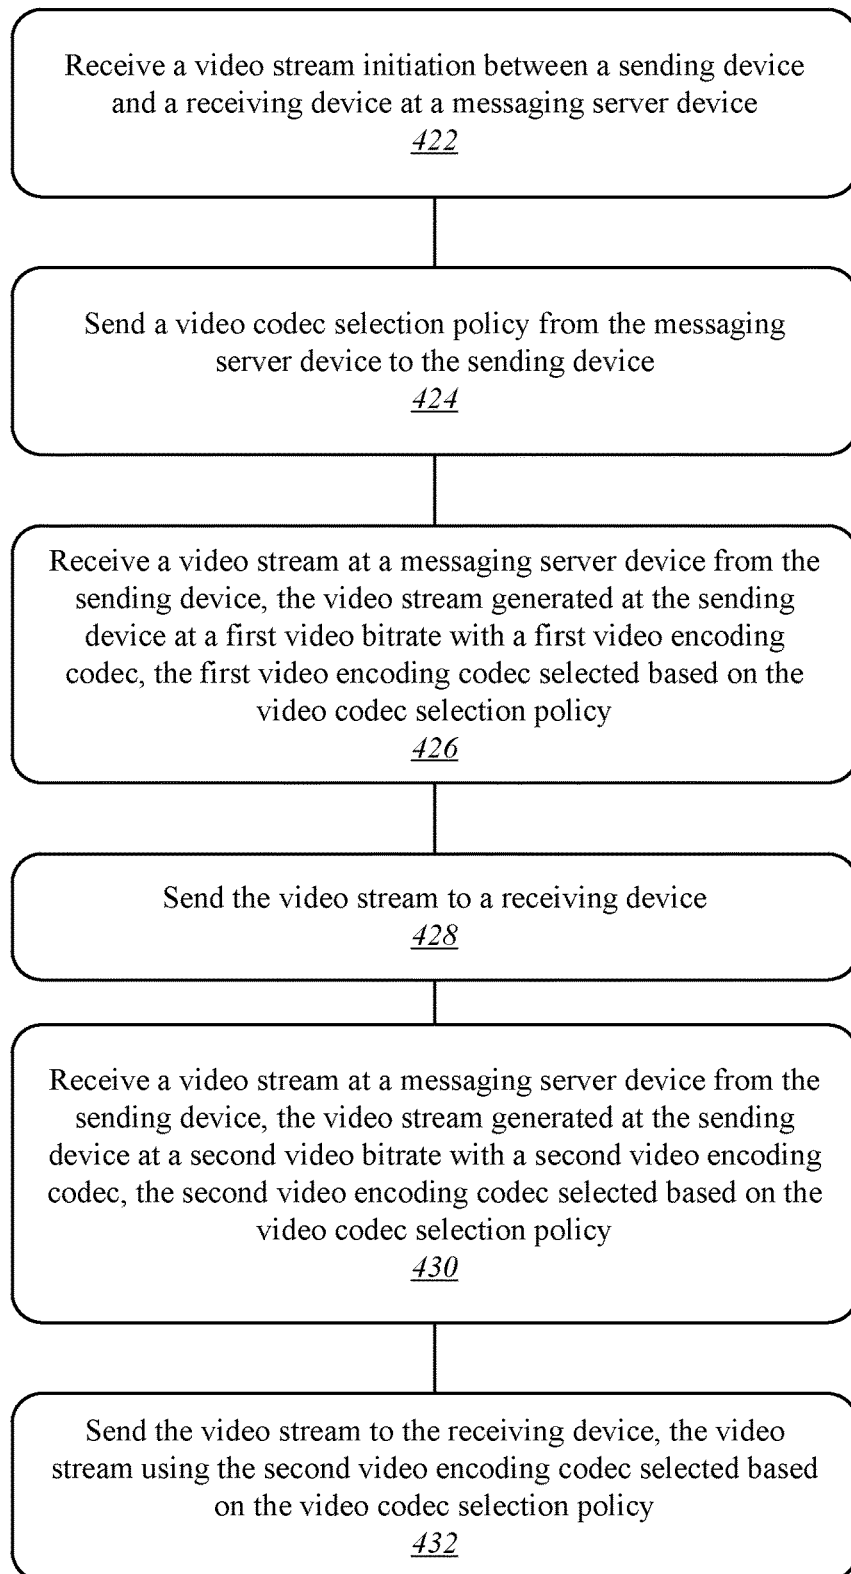 Receive a video stream initiation between a sending device
and a receiving device at a messaging server device
422
Send a video codec selection policy from the messaging
server device to the sending device
424
Receive a video stream at a messaging server device from the
sending device, the video stream generated at the sending
device at a first video bitrate with a first video encoding
codec, the first video encoding codec selected based on the
video codec selection policy
426
Send the video stream to a receiving device
428
Receive a video stream at a messaging server device from the
sending device, the video stream generated at the sending
device at a second video bitrate with a second video encoding
codec, the second video encoding codec selected based on the
video codec selection policy
430
Send the video stream to the receiving device, the video
stream using the second video encoding codec selected based
on the video codec selection policy
432